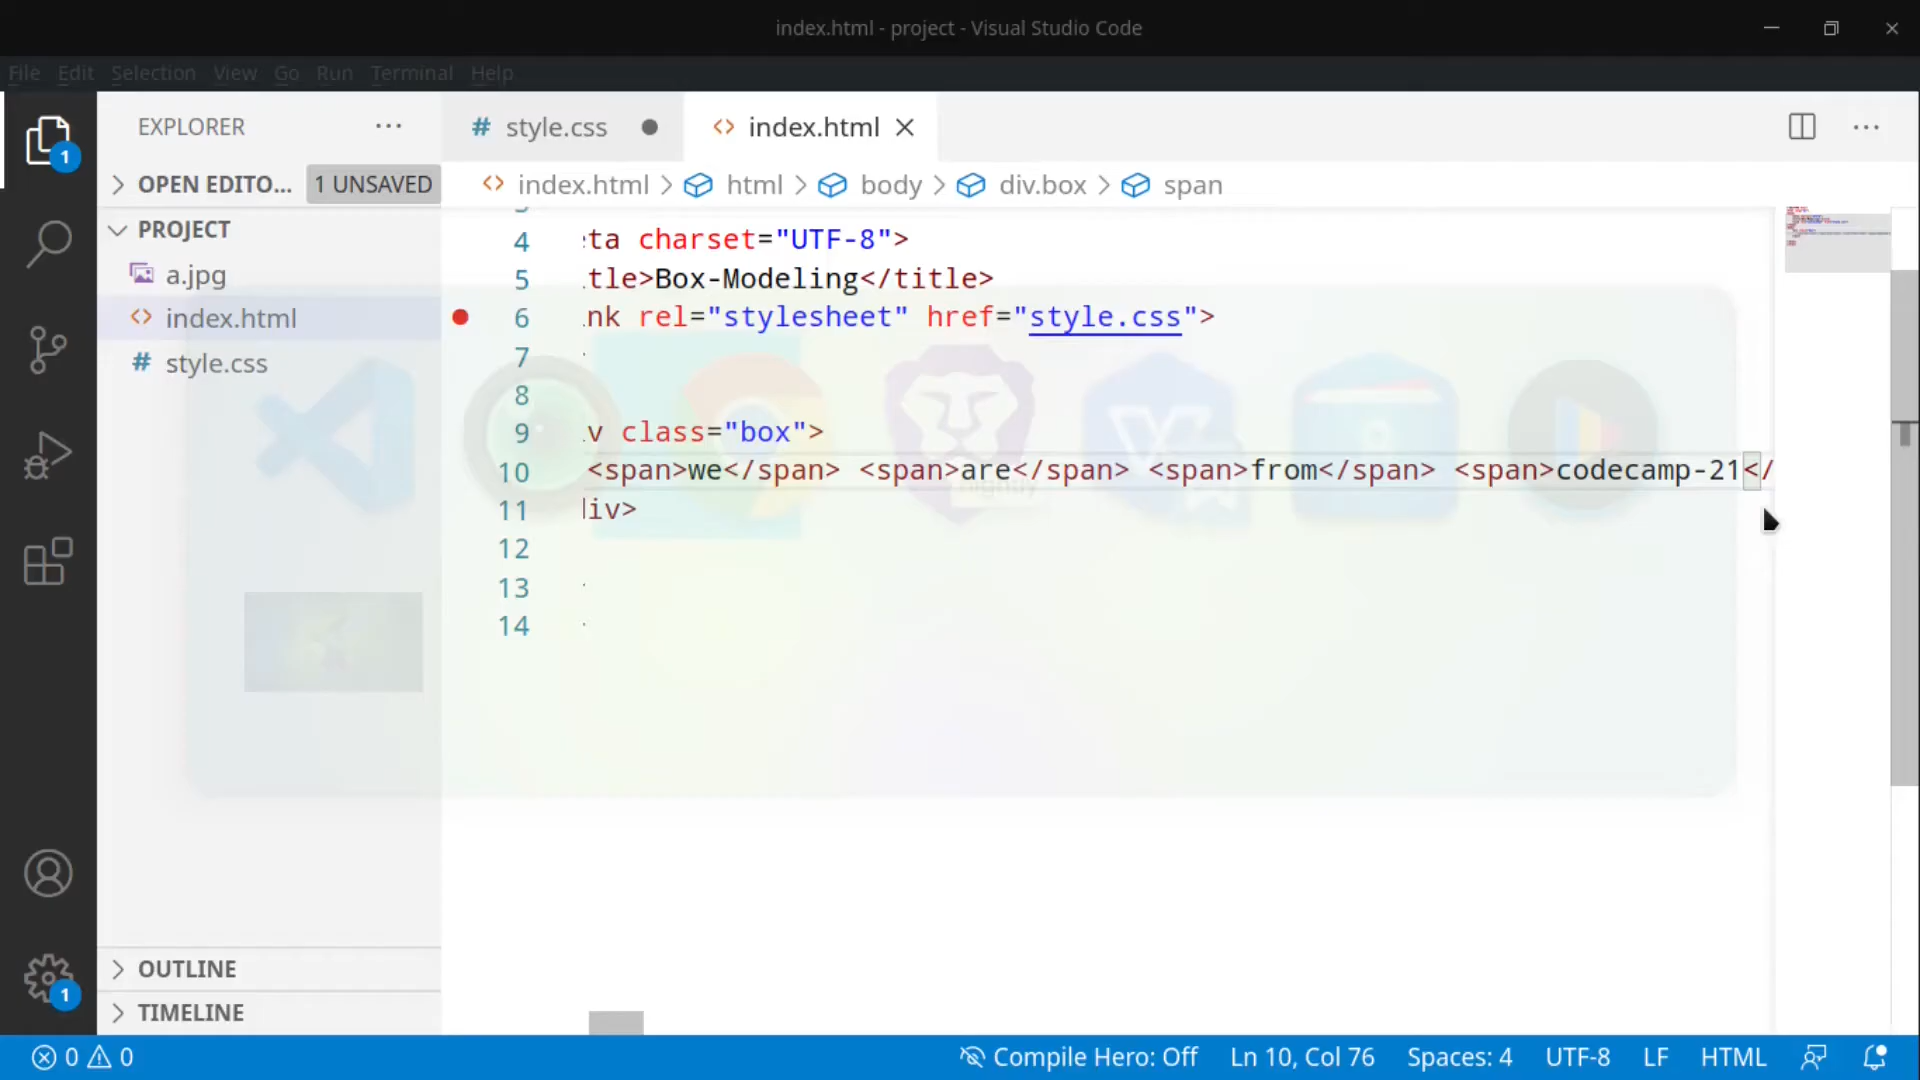 index.html - project - Visual Studio Code
File Edit Selection View Go Run Terminal Help
EXPLORER
1
OPEN EDITO... 1 UNSAVED
PROJECT
a.jpg
index.html
# style.css
OUTLINE
TIMELINE
1
# style.css
<> index.html
<> index.html > html > body > div.box > span
4 ta charset="UTF-8">
5 tle>Box-Modeling</title>
6 nk rel="stylesheet" href="style.css">
7
8
9 v class="box">
10 <span>we</span> <span>are</span> <span>from</span> <span>codecamp-21</
11 div>
12
13
14
0 0
Compile Hero: Off Ln 10, Col 76 Spaces: 4 UTF-8 LF HTML